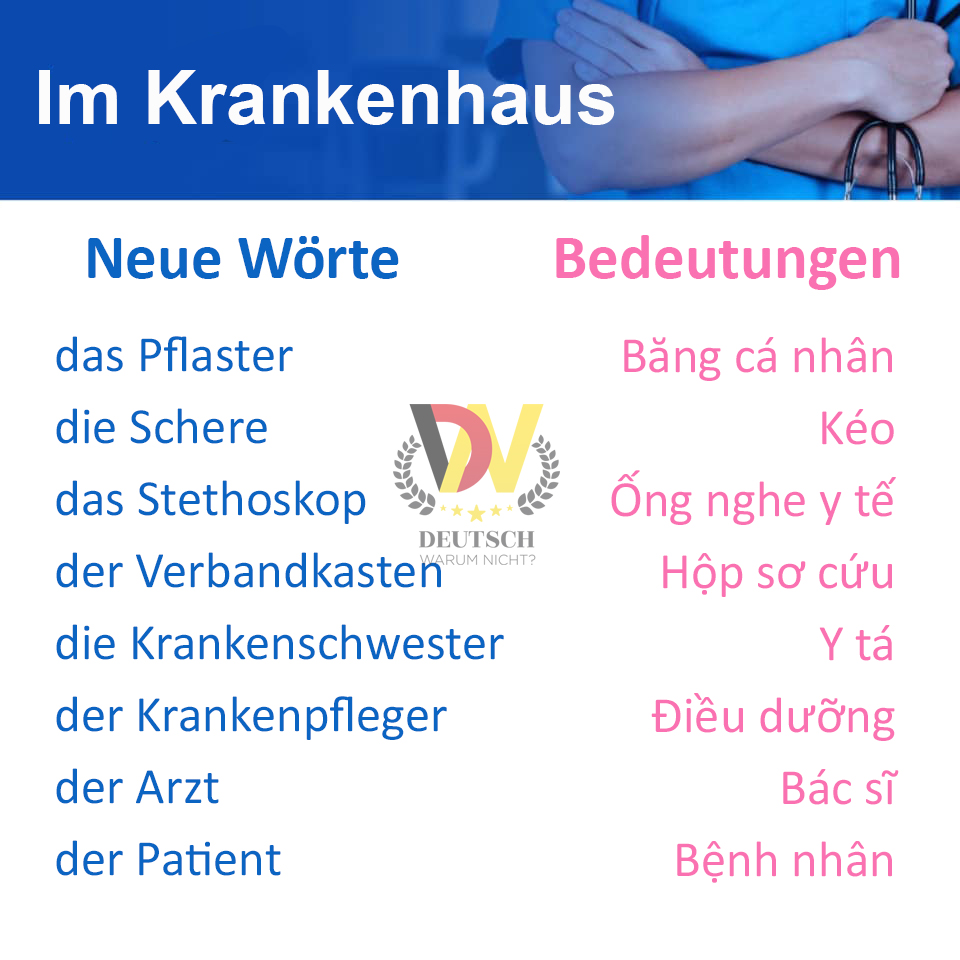 Im Krankenhaus
Neue Wörte Bedeutungen
das Pflaster Băng cá nhân
die Schere Kéo
das Stethoskop Ống nghe y tế
der Verbandkasten Hộp sơ cứu
die Krankenschwester Y tá
der Krankenpfleger Điều dưỡng
der Arzt Bác sĩ
der Patient Bệnh nhân
DW
DEUTSCH
WARUM NICHT?